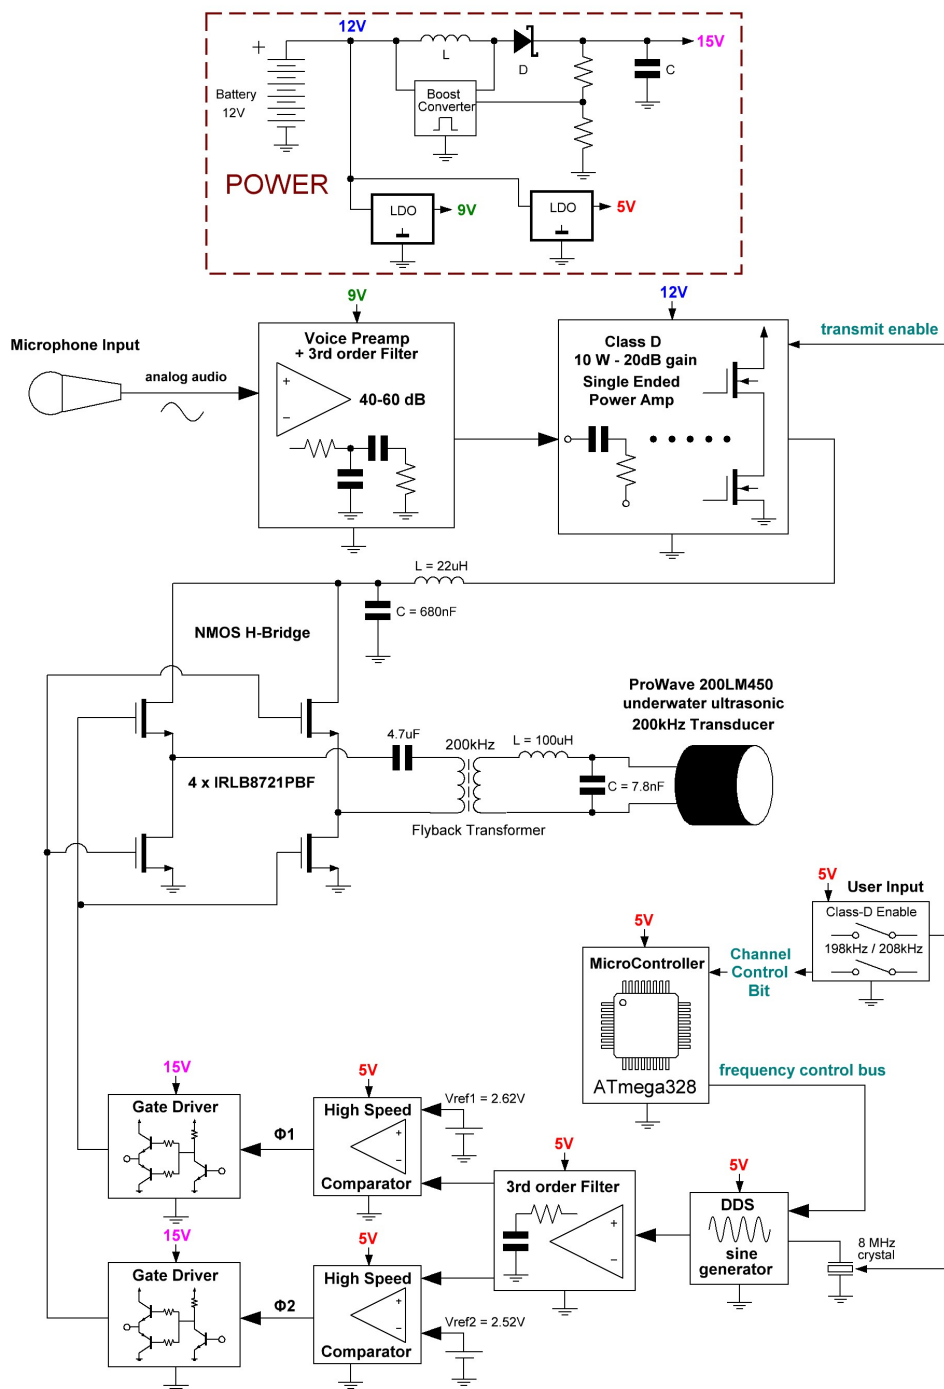 12V
15V
+
L
D
C
Battery
12V
Boost
Converter
POWER
LDO
9V
LDO
5V
9V
12V
Microphone Input
analog audio
Voice Preamp
+ 3rd order Filter
+
40-60 dB
−
Class D
10 W - 20dB gain
Single Ended
Power Amp
transmit enable
L = 22uH
C = 680nF
NMOS H-Bridge
ProWave 200LM450
underwater ultrasonic
200kHz Transducer
4.7uF
200kHz
L = 100uH
4 x IRLB8721PBF
C = 7.8nF
Flyback Transformer
5V
User Input
Class-D Enable
198kHz / 208kHz
5V
MicroController
ATmega328
Channel
Control
Bit
frequency control bus
15V
Gate Driver
Φ1
5V
High Speed
+
−
Comparator
Vref1 = 2.62V
5V
3rd order Filter
+
−
5V
DDS
sine
generator
8 MHz
crystal
15V
Gate Driver
Φ2
5V
High Speed
+
−
Comparator
Vref2 = 2.52V